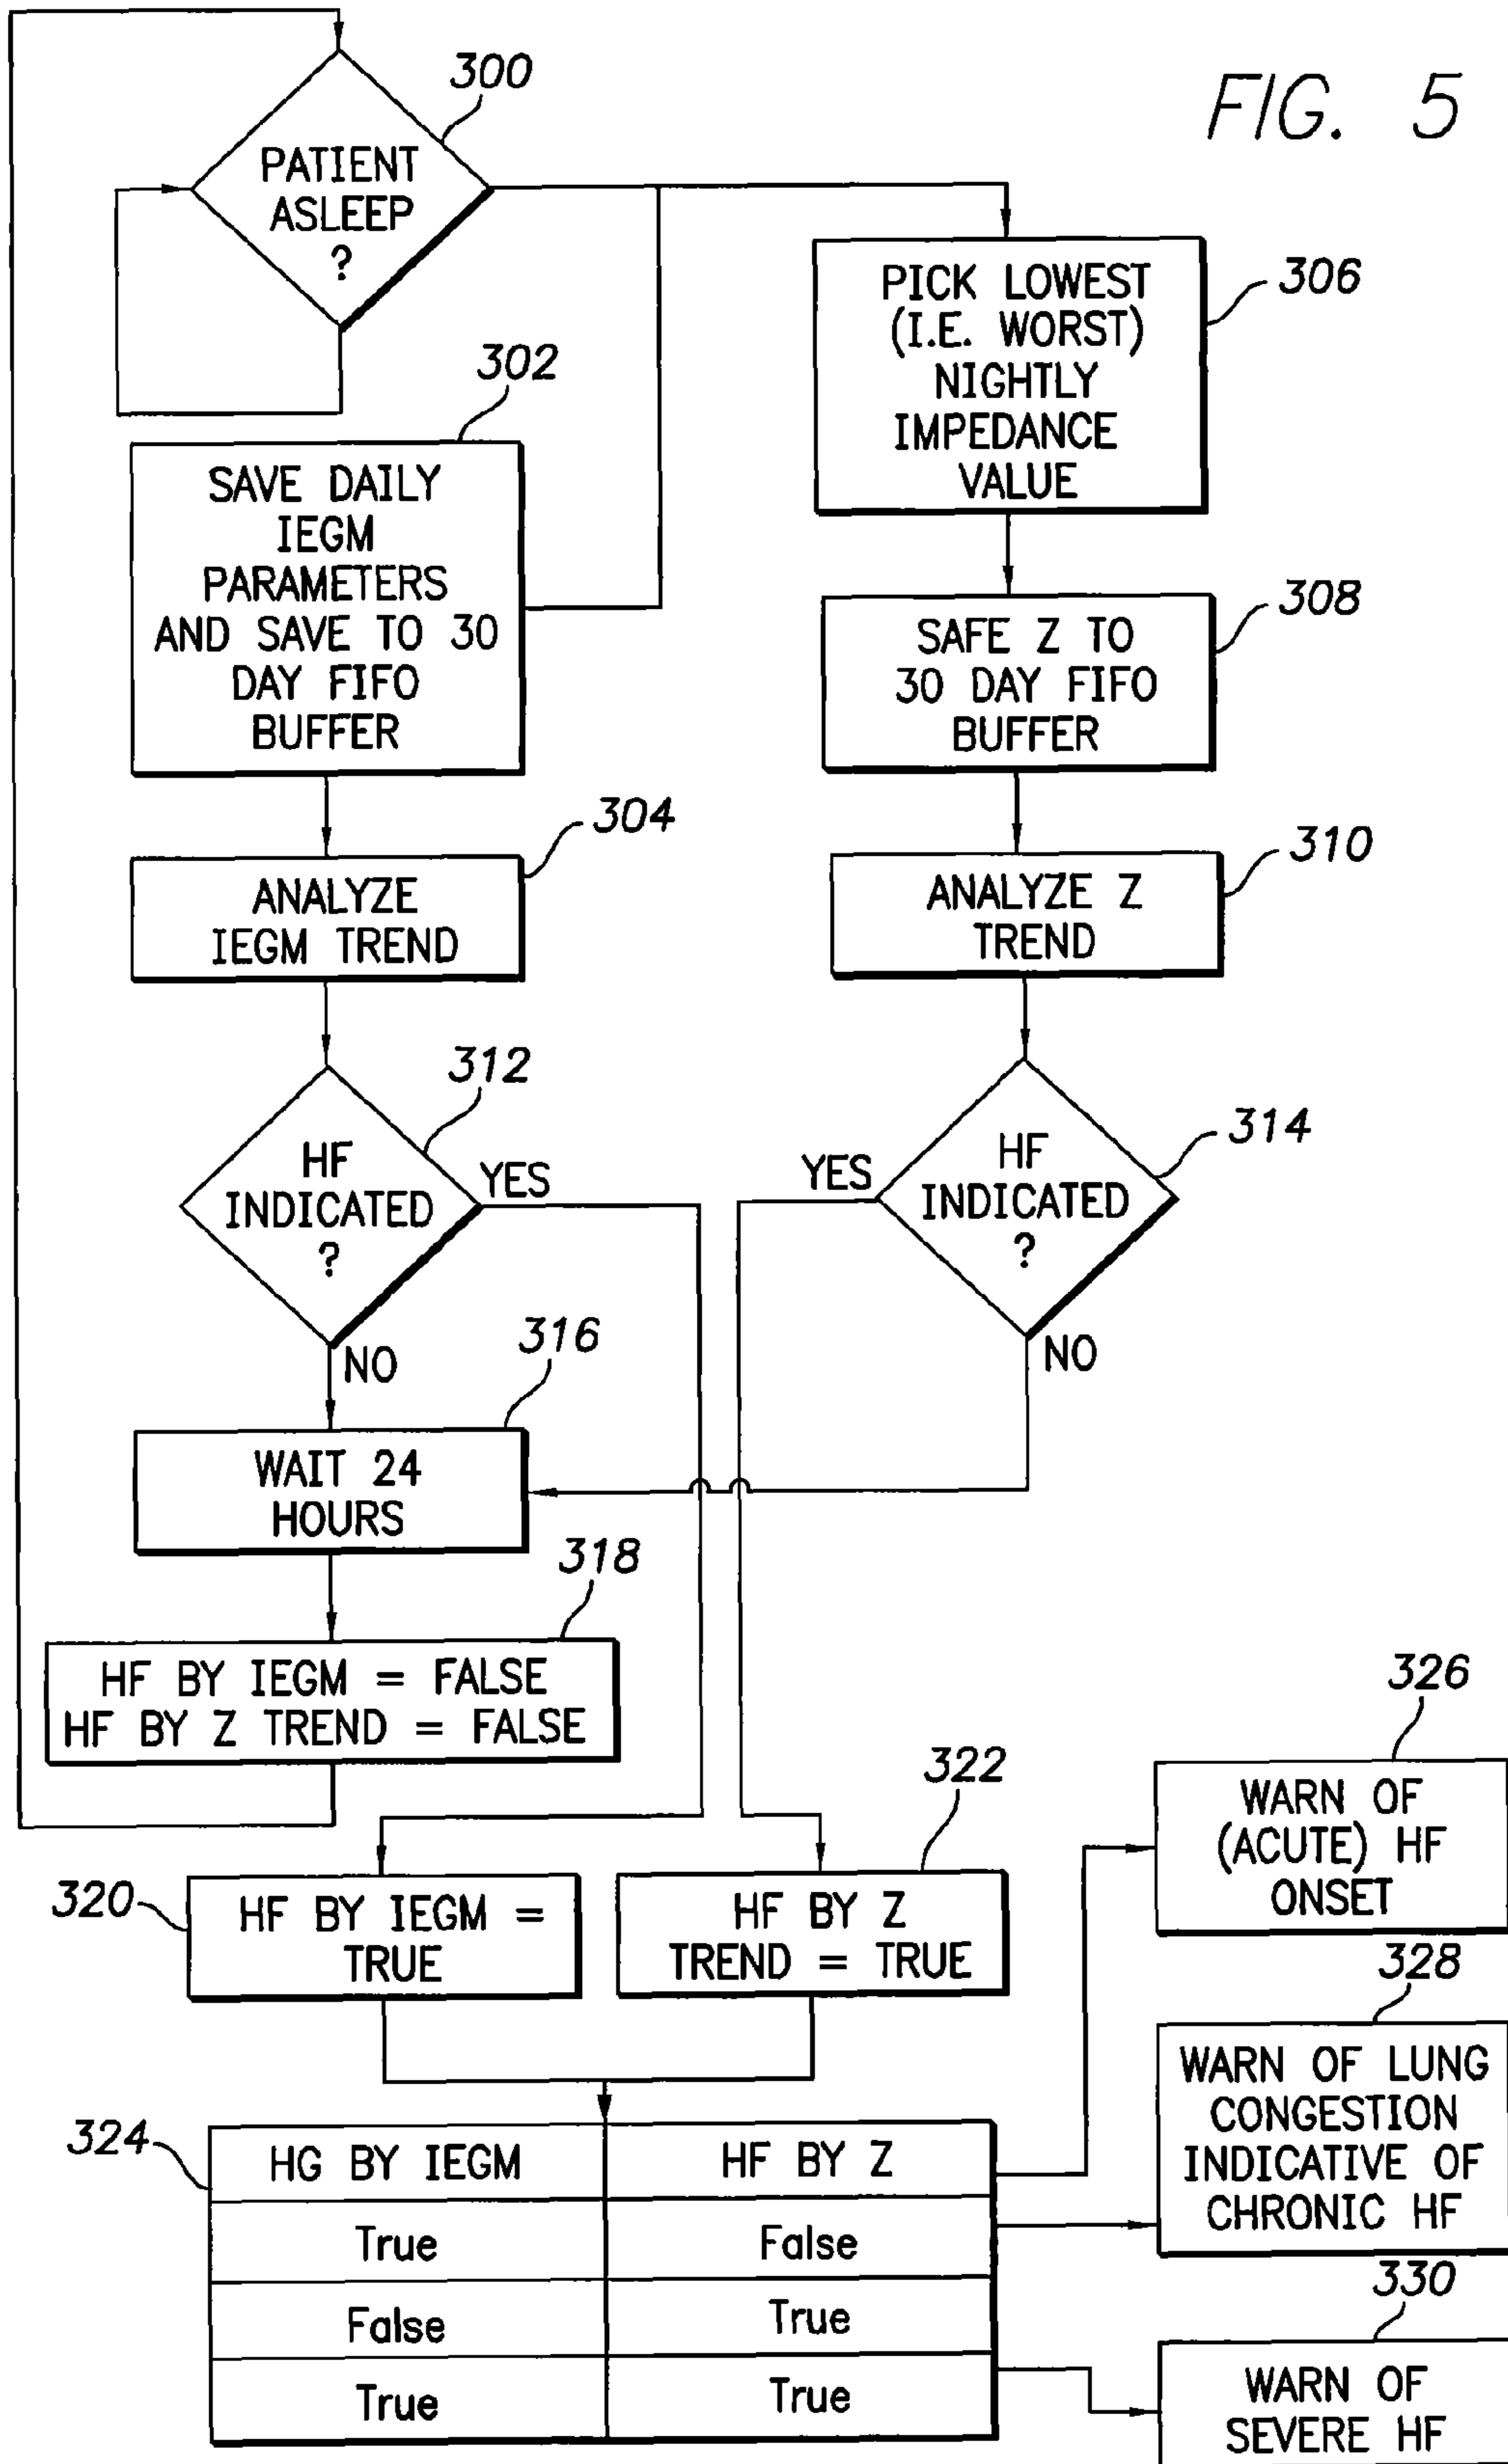 FIG. 5
300
PATIENT
ASLEEP
?
302
SAVE DAILY
IEGM
PARAMETERS
AND SAVE TO 30
DAY FIFO
BUFFER
304
ANALYZE
IEGM TREND
306
PICK LOWEST
(I.E. WORST)
NIGHTLY
IMPEDANCE
VALUE
308
SAFE Z TO
30 DAY FIFO
BUFFER
310
ANALYZE Z
TREND
312
HF
INDICATED
?
YES
NO
314
HF
INDICATED
?
YES
NO
316
WAIT 24
HOURS
318
HF BY IEGM = FALSE
HF BY Z TREND = FALSE
320
HF BY IEGM =
TRUE
322
HF BY Z
TREND = TRUE
324
HG BY IEGM HF BY Z
True False
False True
True True
326
WARN OF
(ACUTE) HF
ONSET
328
WARN OF LUNG
CONGESTION
INDICATIVE OF
CHRONIC HF
330
WARN OF
SEVERE HF